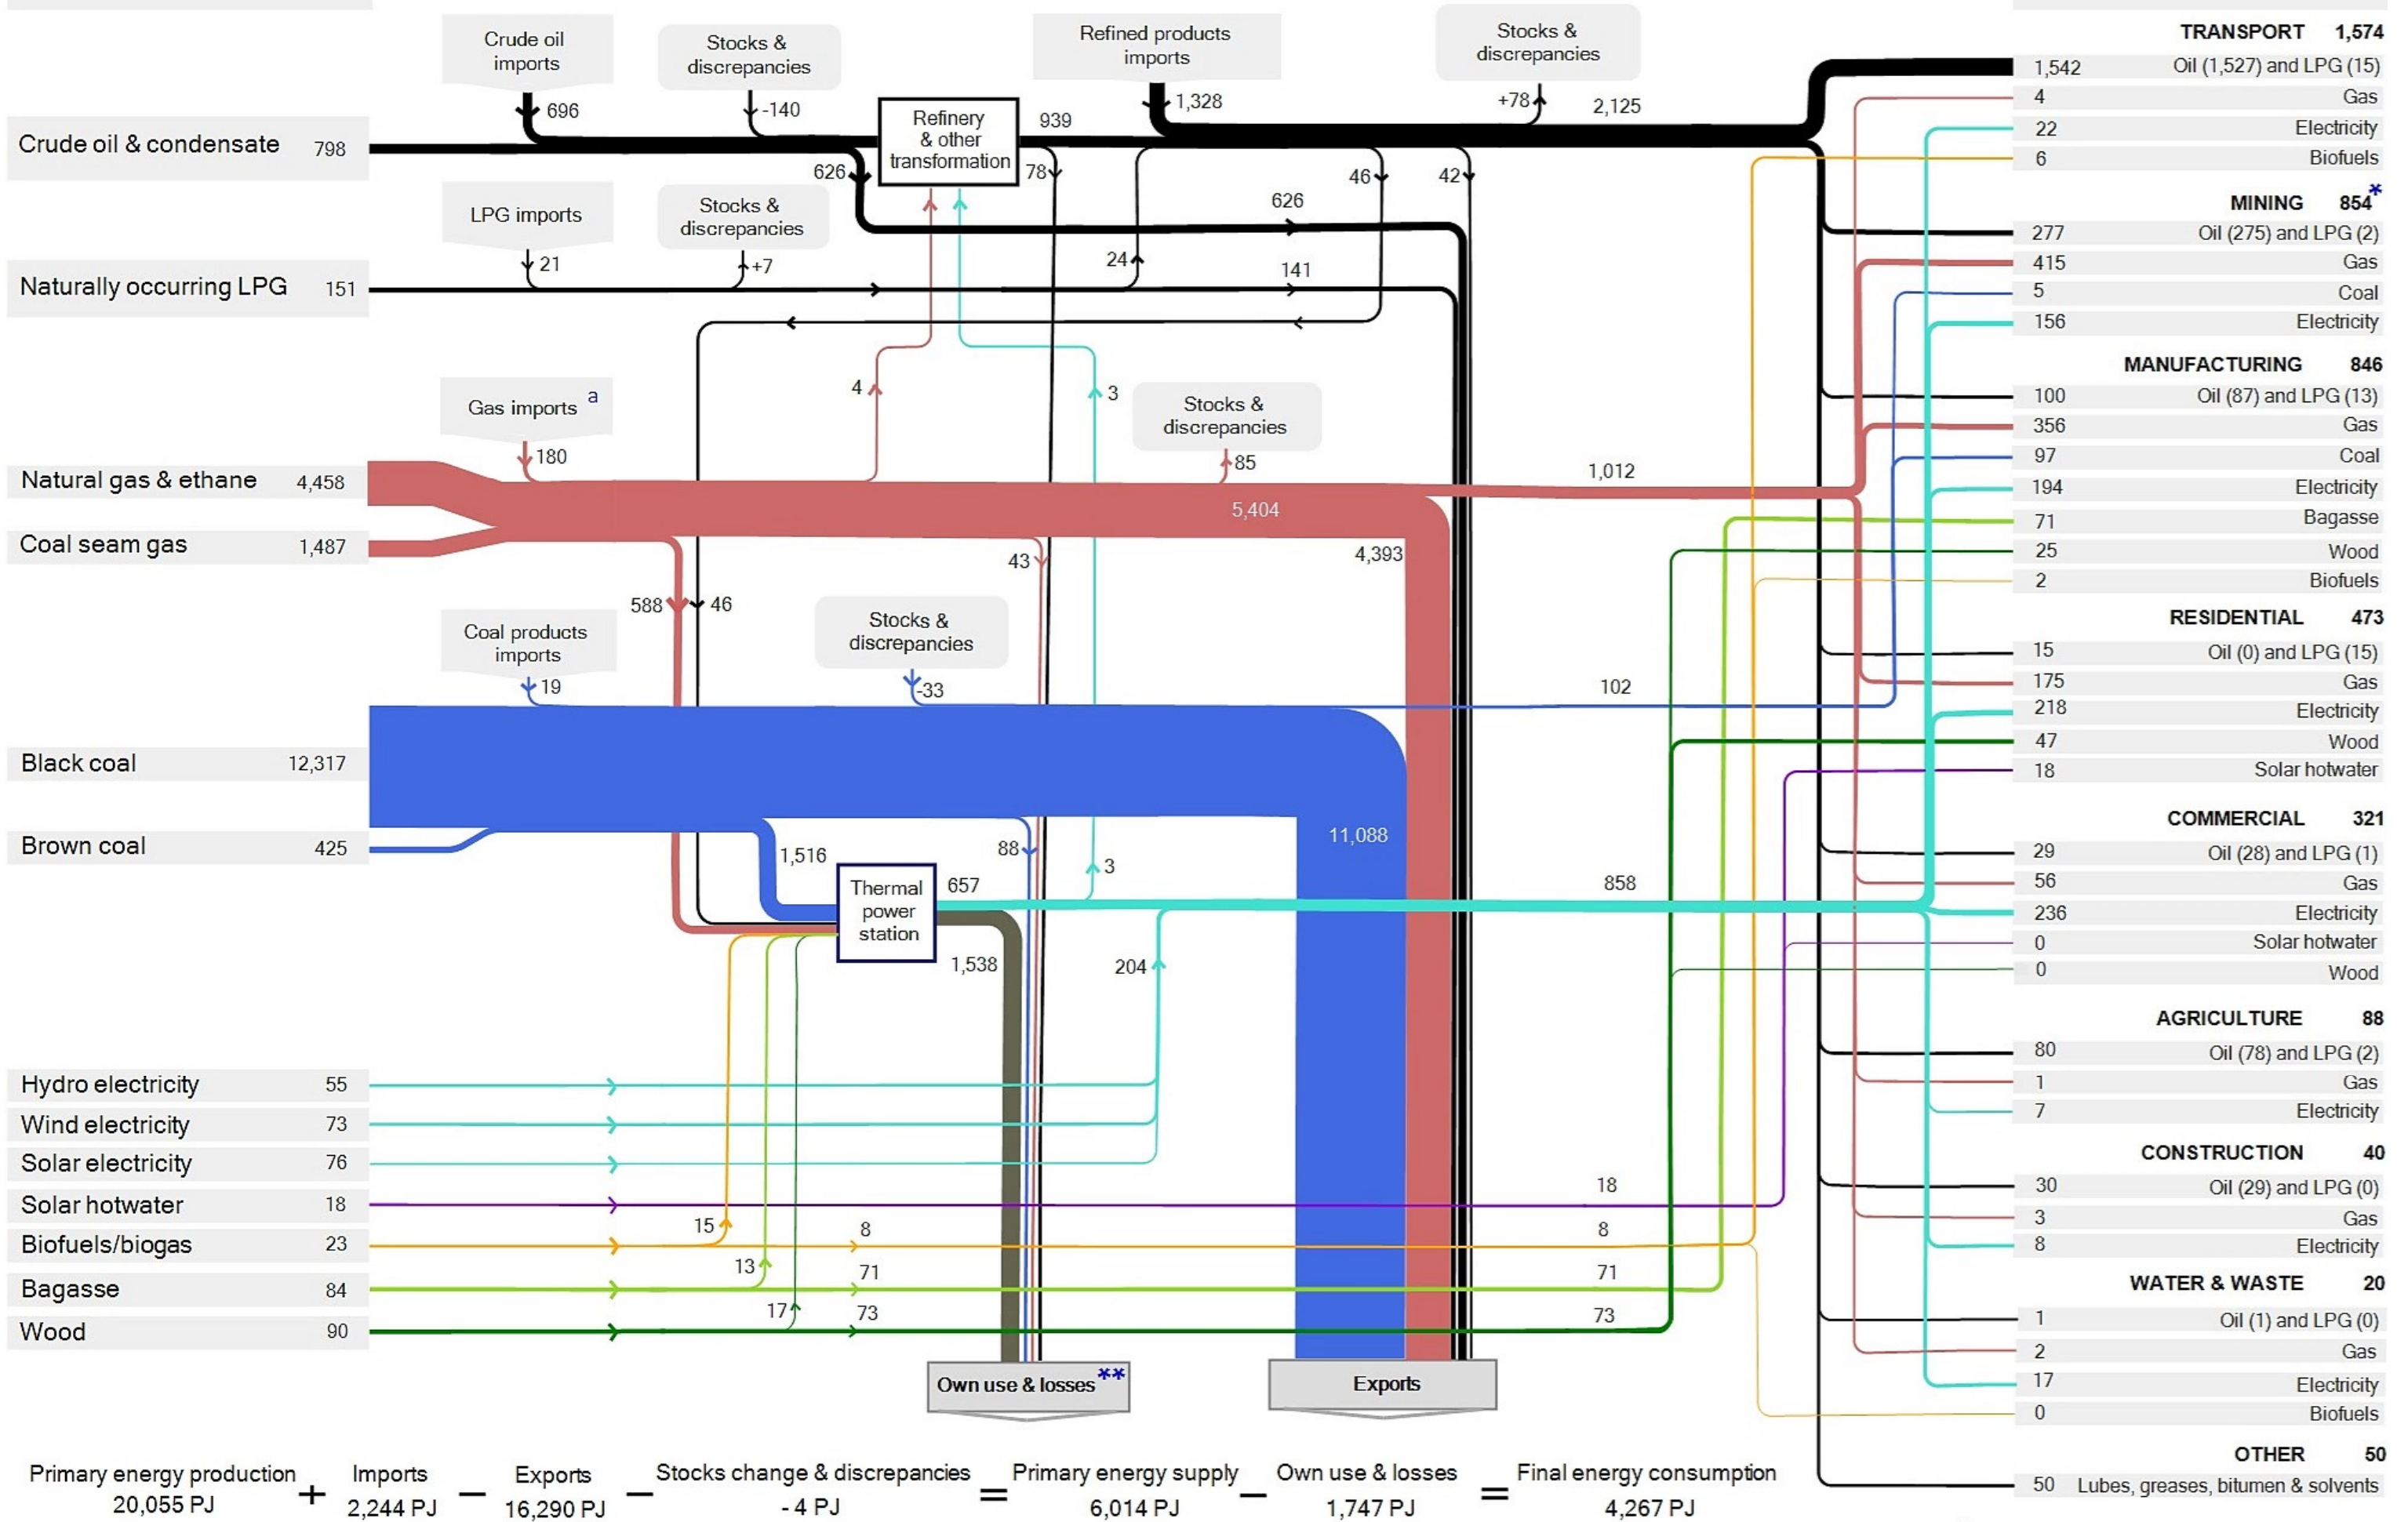 Crude oil
imports
696
Stocks &
discrepancies
-140
Refinery
& other
transformation
939
Refined products
imports
1,328
Stocks &
discrepancies
+78
2,125
Crude oil & condensate 798
626
78
46
42
626
LPG imports
21
Stocks &
discrepancies
+7
24
141
Naturally occurring LPG 151
Gas imports a
180
4
3
Stocks &
discrepancies
85
Natural gas & ethane 4,458
5,404
1,012
Coal seam gas 1,487
43
4,393
588
46
Coal products
imports
19
Stocks &
discrepancies
-33
102
Black coal 12,317
Brown coal 425
1,516
88
3
11,088
Thermal
power
station
657
858
1,538
204
Hydro electricity 55
Wind electricity 73
Solar electricity 76
Solar hotwater 18
18
Biofuels/biogas 23
15
8
8
Bagasse 84
13
71
71
Wood 90
17
73
73
Own use & losses **
Exports
TRANSPORT 1,574
1,542 Oil (1,527) and LPG (15)
4 Gas
22 Electricity
6 Biofuels
MINING 854*
277 Oil (275) and LPG (2)
415 Gas
5 Coal
156 Electricity
MANUFACTURING 846
100 Oil (87) and LPG (13)
356 Gas
97 Coal
194 Electricity
71 Bagasse
25 Wood
2 Biofuels
RESIDENTIAL 473
15 Oil (0) and LPG (15)
175 Gas
218 Electricity
47 Wood
18 Solar hotwater
COMMERCIAL 321
29 Oil (28) and LPG (1)
56 Gas
236 Electricity
0 Solar hotwater
0 Wood
AGRICULTURE 88
80 Oil (78) and LPG (2)
1 Gas
7 Electricity
CONSTRUCTION 40
30 Oil (29) and LPG (0)
3 Gas
8 Electricity
WATER & WASTE 20
1 Oil (1) and LPG (0)
2 Gas
17 Electricity
0 Biofuels
OTHER 50
50 Lubes, greases, bitumen & solvents
Primary energy production + Imports − Exports − Stocks change & discrepancies = Primary energy supply − Own use & losses = Final energy consumption
20,055 PJ 2,244 PJ 16,290 PJ - 4 PJ 6,014 PJ 1,747 PJ 4,267 PJ